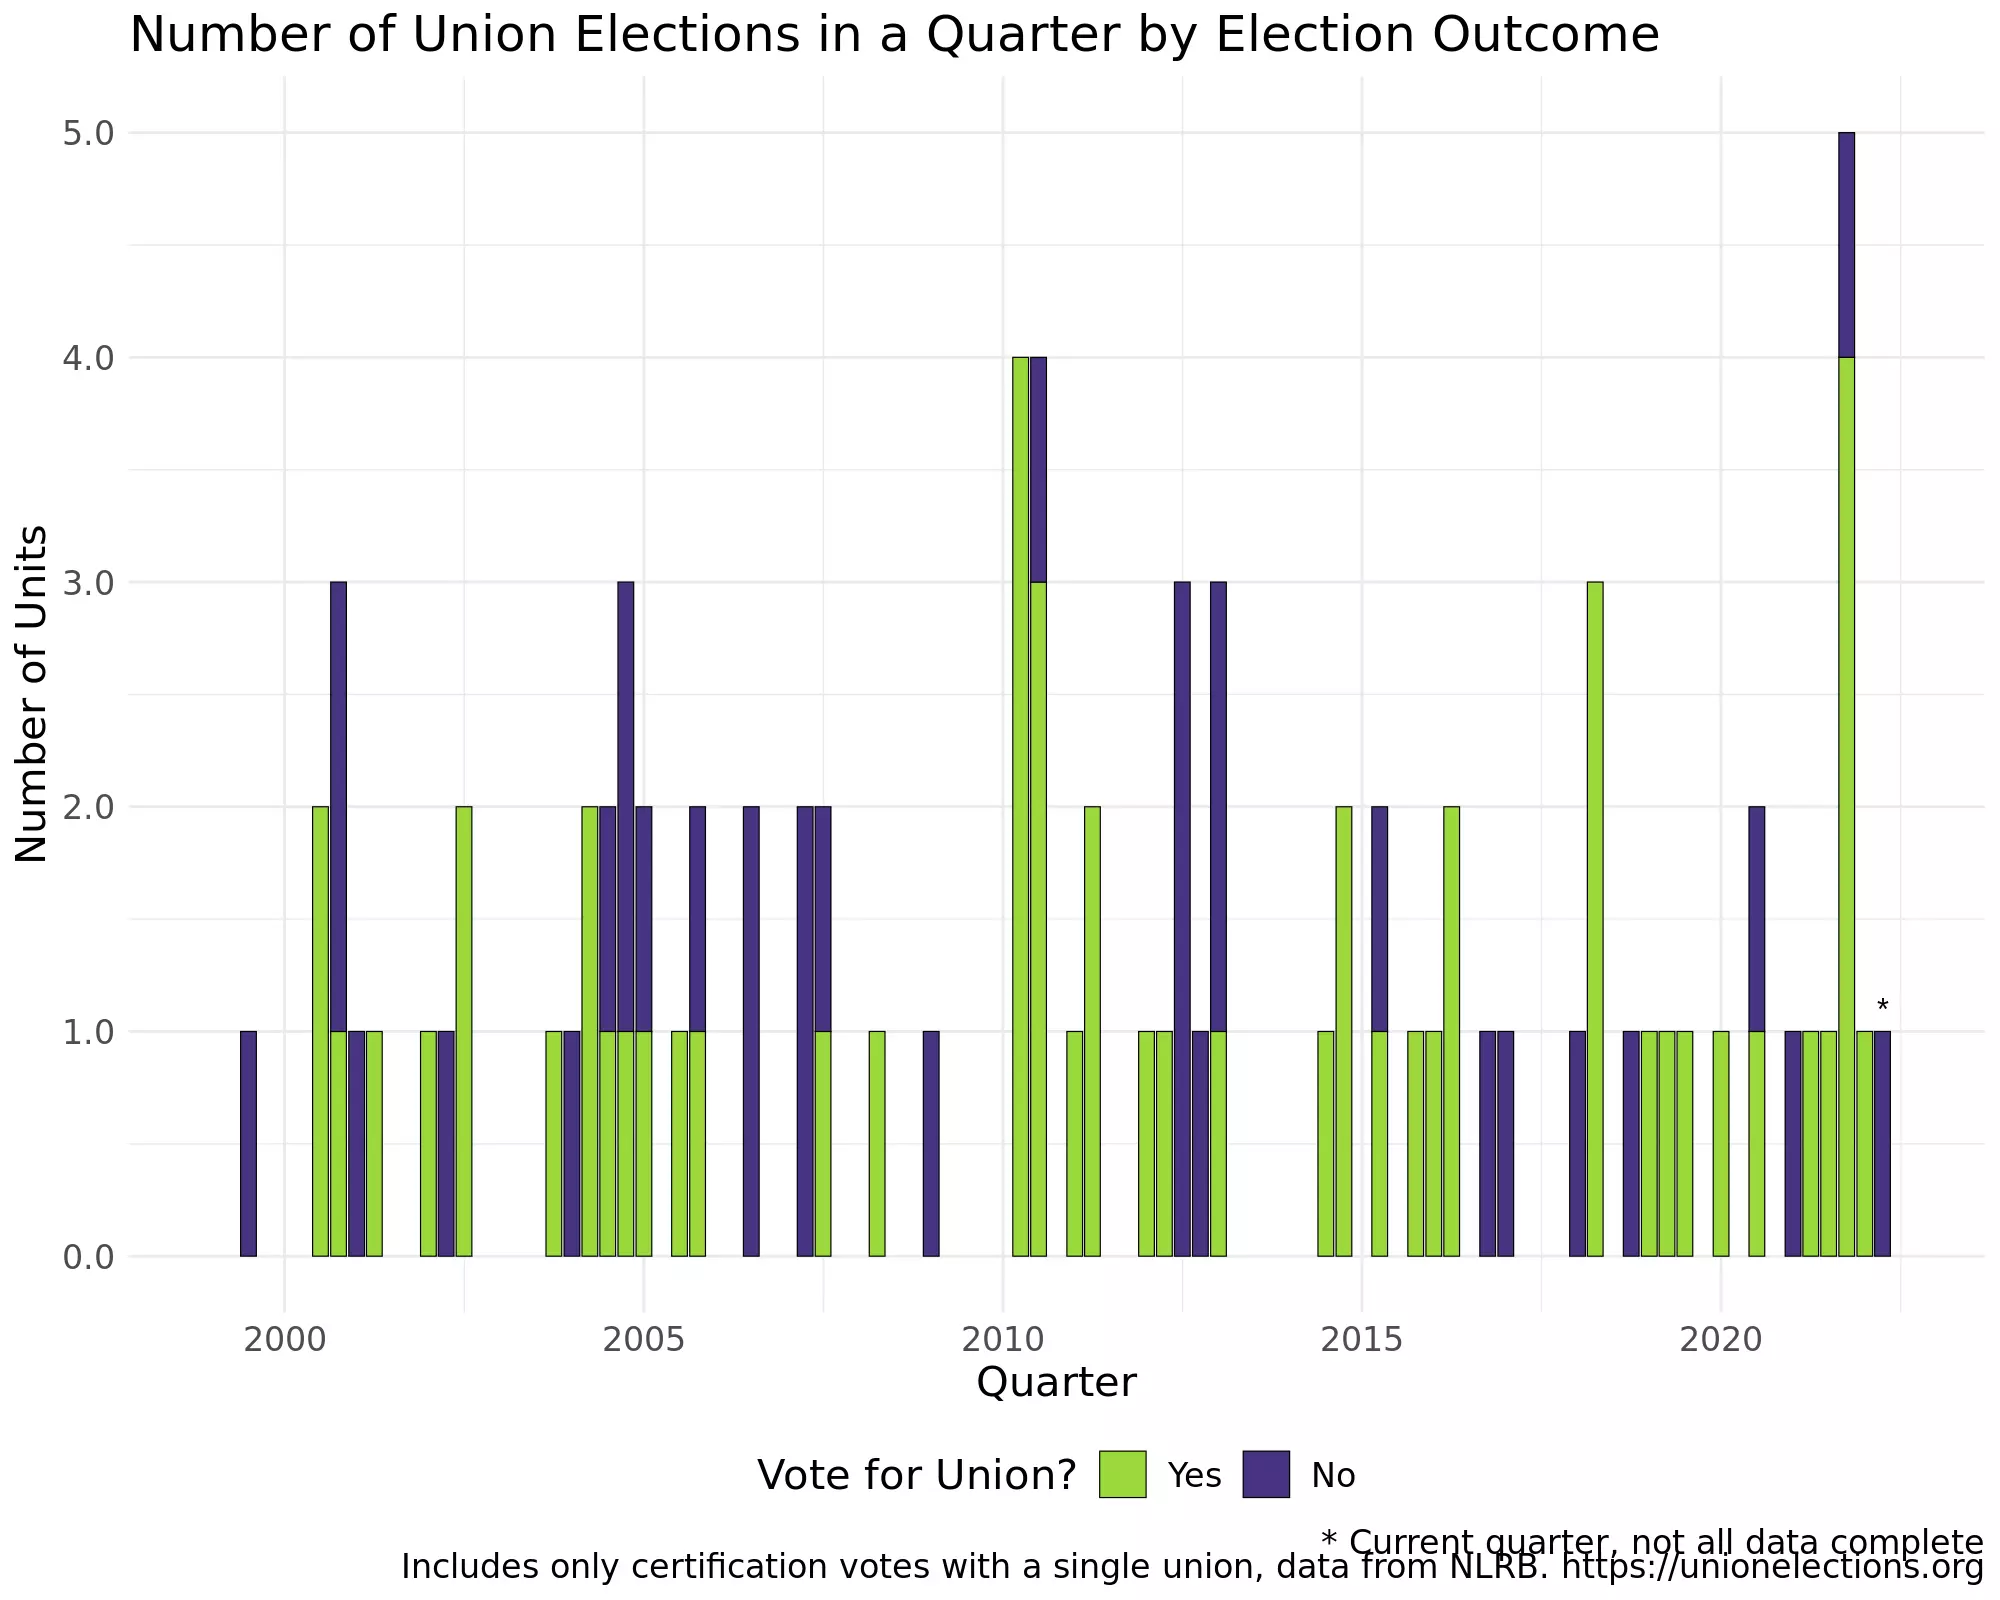 Number of Union Elections in a Quarter by Election Outcome
Number of Units
5.0
4.0
3.0
2.0
1.0
0.0
*
2000 2005 2010 2015 2020
Quarter
Vote for Union? Yes No
* Current quarter, not all data complete
Includes only certification votes with a single union, data from NLRB. https://unionelections.org